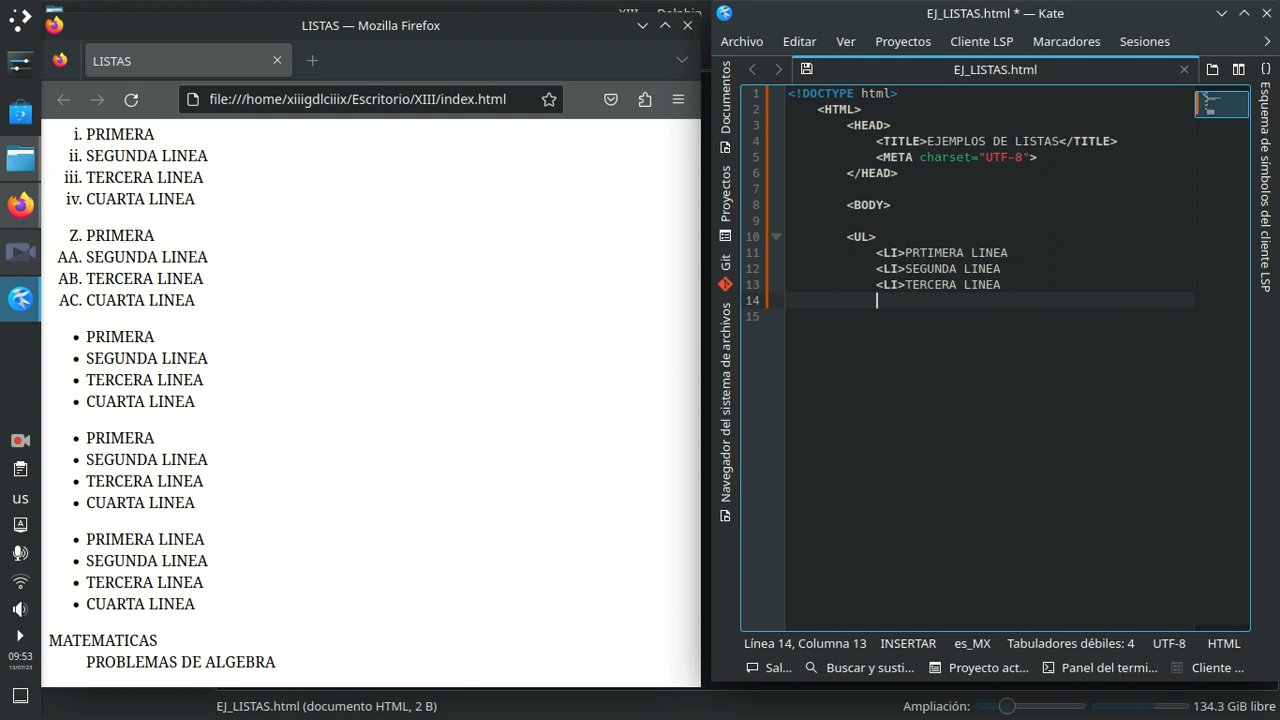 XIII — Dolphin
LISTAS — Mozilla Firefox
LISTAS
file:///home/xiiigdlciiix/Escritorio/XIII/index.html
i. PRIMERA
ii. SEGUNDA LINEA
iii. TERCERA LINEA
iv. CUARTA LINEA
Z. PRIMERA
AA. SEGUNDA LINEA
AB. TERCERA LINEA
AC. CUARTA LINEA
• PRIMERA
• SEGUNDA LINEA
• TERCERA LINEA
• CUARTA LINEA
• PRIMERA
• SEGUNDA LINEA
• TERCERA LINEA
• CUARTA LINEA
• PRIMERA LINEA
• SEGUNDA LINEA
• TERCERA LINEA
• CUARTA LINEA
MATEMATICAS
PROBLEMAS DE ALGEBRA
us
09:53
13/07/23
EJ_LISTAS.html * — Kate
Archivo Editar Ver Proyectos Cliente LSP Marcadores Sesiones
EJ_LISTAS.html
Documentos
Proyectos
Git
Navegador del sistema de archivos
1 <!DOCTYPE html>
2 <HTML>
3 <HEAD>
4 <TITLE>EJEMPLOS DE LISTAS</TITLE>
5 <META charset="UTF-8">
6 </HEAD>
7
8 <BODY>
9
10 <UL>
11 <LI>PRTIMERA LINEA
12 <LI>SEGUNDA LINEA
13 <LI>TERCERA LINEA
14
15
{} Esquema de símbolos del cliente LSP
Línea 14, Columna 13 INSERTAR es_MX Tabuladores débiles: 4 UTF-8 HTML
Sal... Buscar y susti... Proyecto act... Panel del termi... Cliente ...
EJ_LISTAS.html (documento HTML, 2 B) Ampliación: 134.3 GiB libre